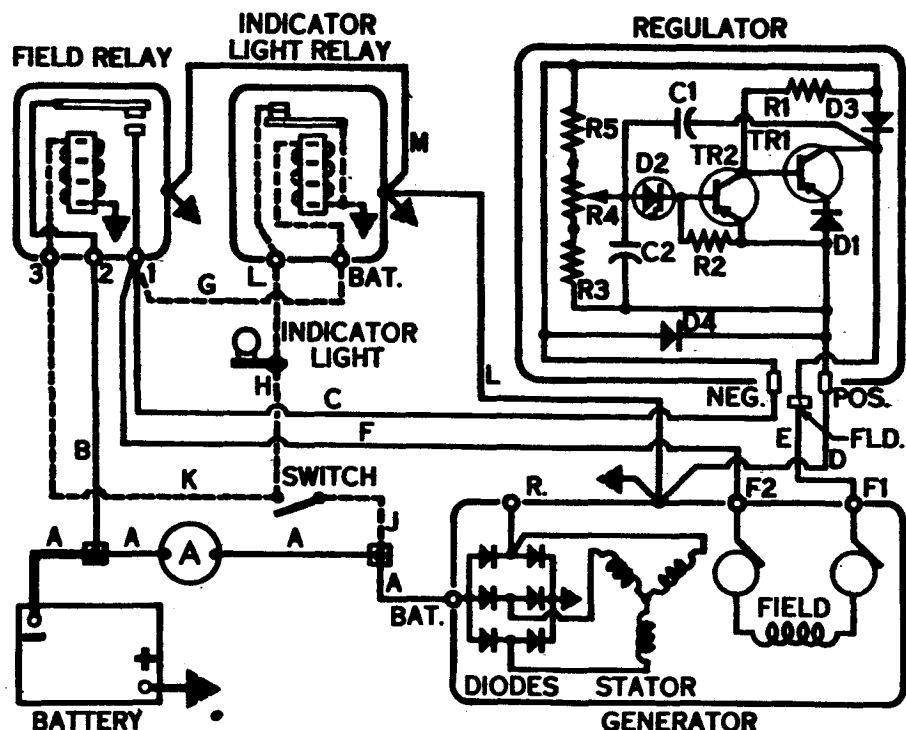 INDICATOR
LIGHT RELAY
FIELD RELAY
REGULATOR
C1
R1
D3
R5
TR1
M
D2
TR2
R4
D1
C2
R2
R3
3
2
1
G
L
BAT.
INDICATOR
LIGHT
D4
H
L
NEG.
POS.
C
F
E
FLD.
B
D
K
SWITCH
R.
F2
F1
J
A
A
A
A
A
BAT.
FIELD
DIODES
STATOR
BATTERY
GENERATOR